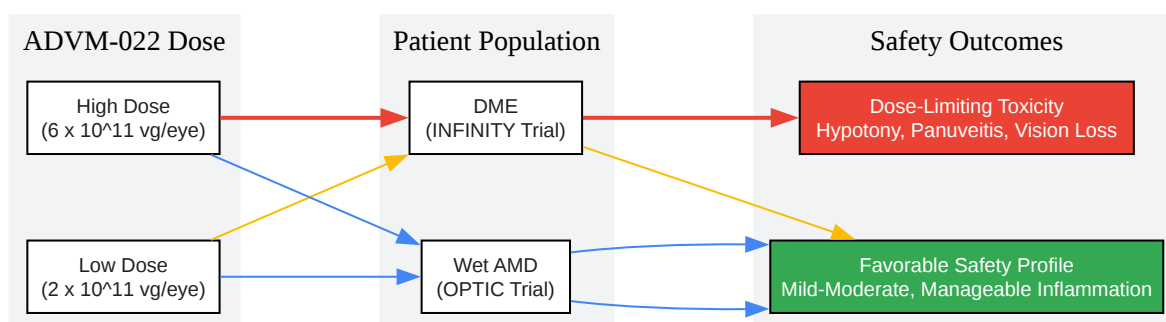 ADVM-022 Dose
High Dose
(6 x 10^11 vg/eye)
Low Dose
(2 x 10^11 vg/eye)
Patient Population
DME
(INFINITY Trial)
Wet AMD
(OPTIC Trial)
Safety Outcomes
Dose-Limiting Toxicity
Hypotony, Panuveitis, Vision Loss
Favorable Safety Profile
Mild-Moderate, Manageable Inflammation